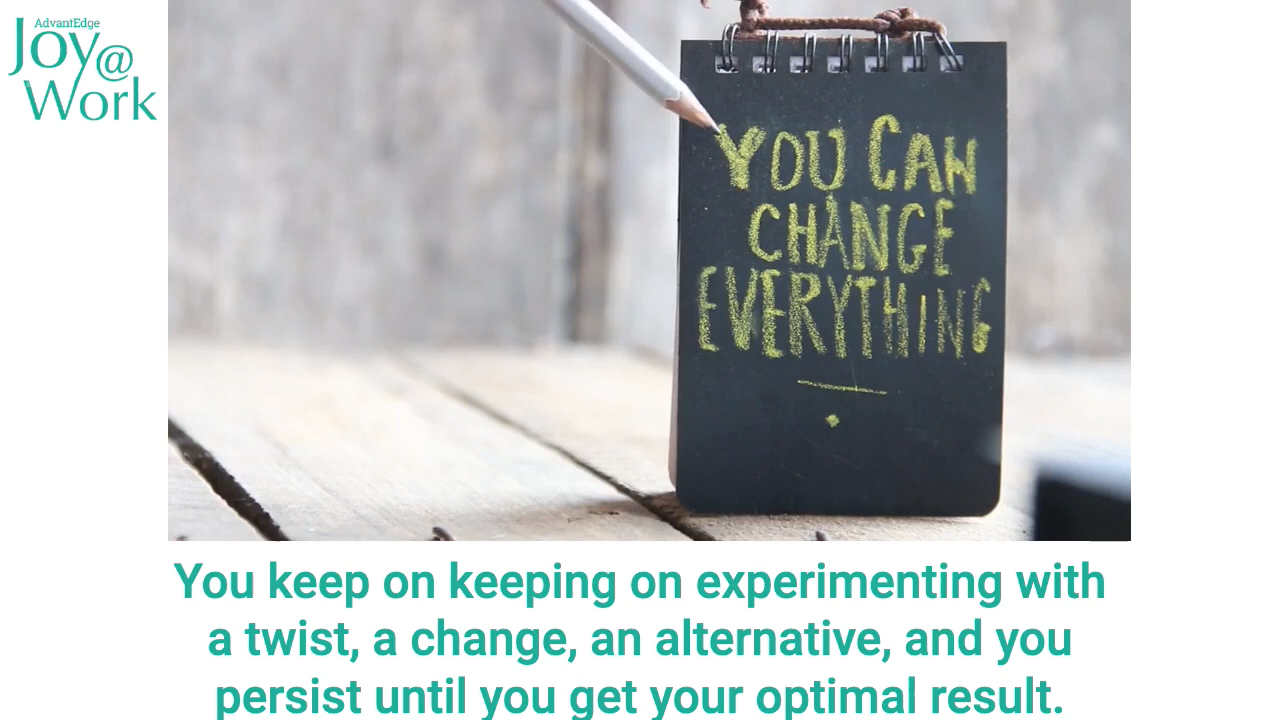 AdvantEdge
Joy@
Work
YOU CAN
CHANGE
EVERYTHING
You keep on keeping on experimenting with
a twist, a change, an alternative, and you
persist until you get your optimal result.